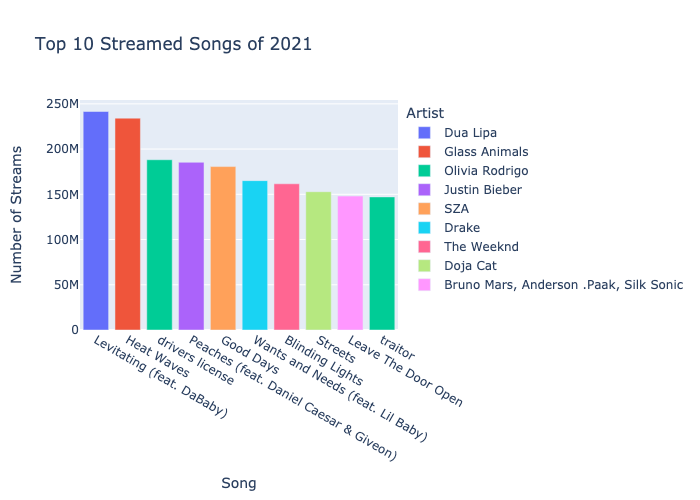 Top 10 Streamed Songs of 2021
Number of Streams
250M
200M
150M
100M
50M
0
Levitating (feat. DaBaby)
Heat Waves
drivers license
Peaches (feat. Daniel Caesar & Giveon)
Good Days
Wants and Needs (feat. Lil Baby)
Blinding Lights
Streets
Leave The Door Open
traitor
Song
Artist
Dua Lipa
Glass Animals
Olivia Rodrigo
Justin Bieber
SZA
Drake
The Weeknd
Doja Cat
Bruno Mars, Anderson .Paak, Silk Sonic